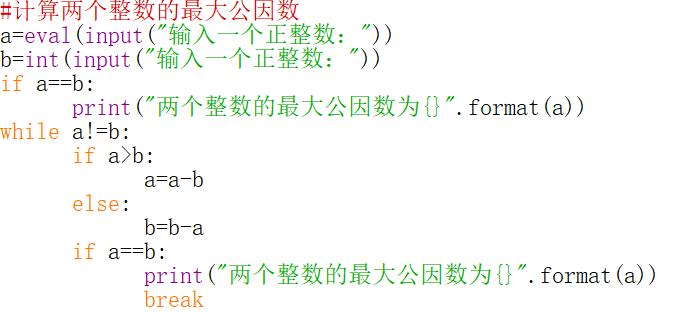 #计算两个整数的最大公因数
a=eval(input("输入一个正整数："))
b=int(input("输入一个正整数："))
if a==b:
      print("两个整数的最大公因数为{}".format(a))
while a!=b:
      if a>b:
            a=a-b
      else:
            b=b-a
      if a==b:
            print("两个整数的最大公因数为{}".format(a))
            break